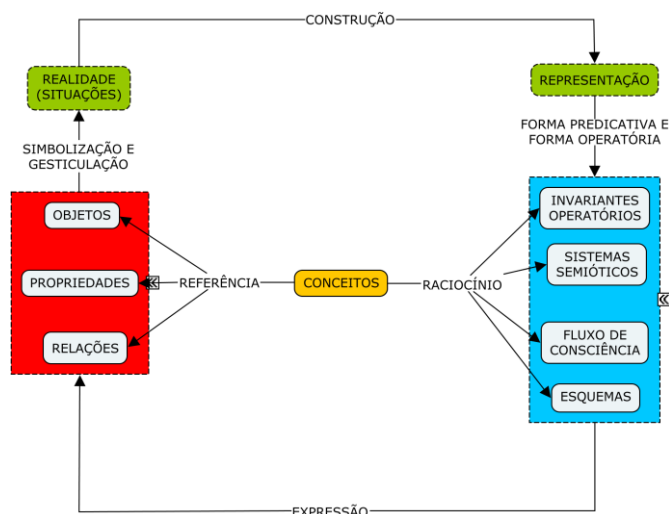 CONSTRUÇÃO
REALIDADE
(SITUAÇÕES)
REPRESENTAÇÃO
SIMBOLIZAÇÃO E
GESTICULAÇÃO
FORMA PREDICATIVA E
FORMA OPERATÓRIA
OBJETOS
PROPRIEDADES
RELAÇÕES
REFERÊNCIA
CONCEITOS
RACIOCÍNIO
INVARIANTES
OPERATÓRIOS
SISTEMAS
SEMIÓTICOS
FLUXO DE
CONSCIÊNCIA
ESQUEMAS
EXPRESSÃO